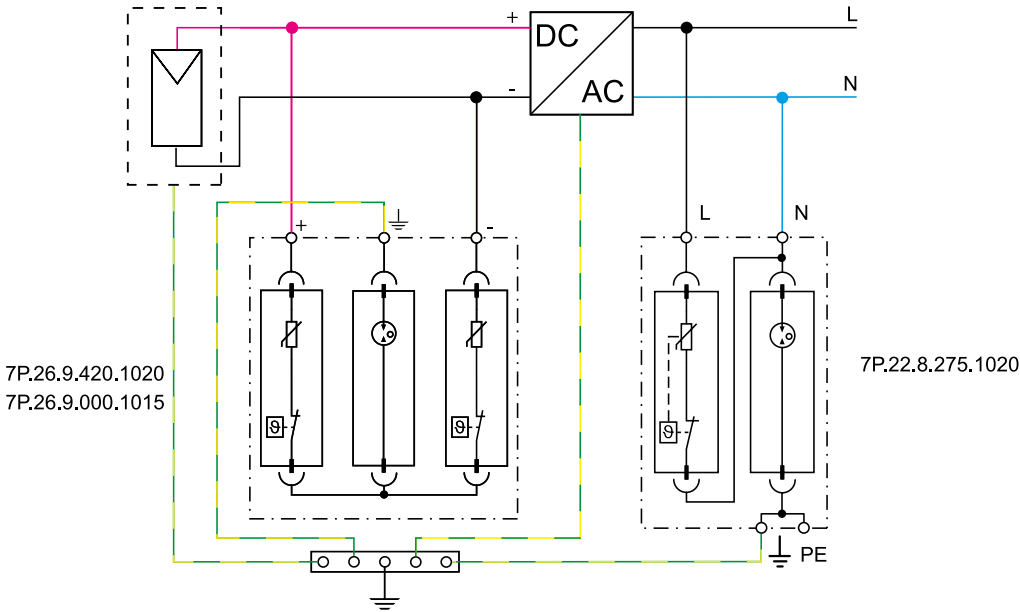 +
L
DC
-
AC
N
L
N
+
-
7P.26.9.420.1020
7P.26.9.000.1015
7P.22.8.275.1020
ϑ
ϑ
ϑ
PE